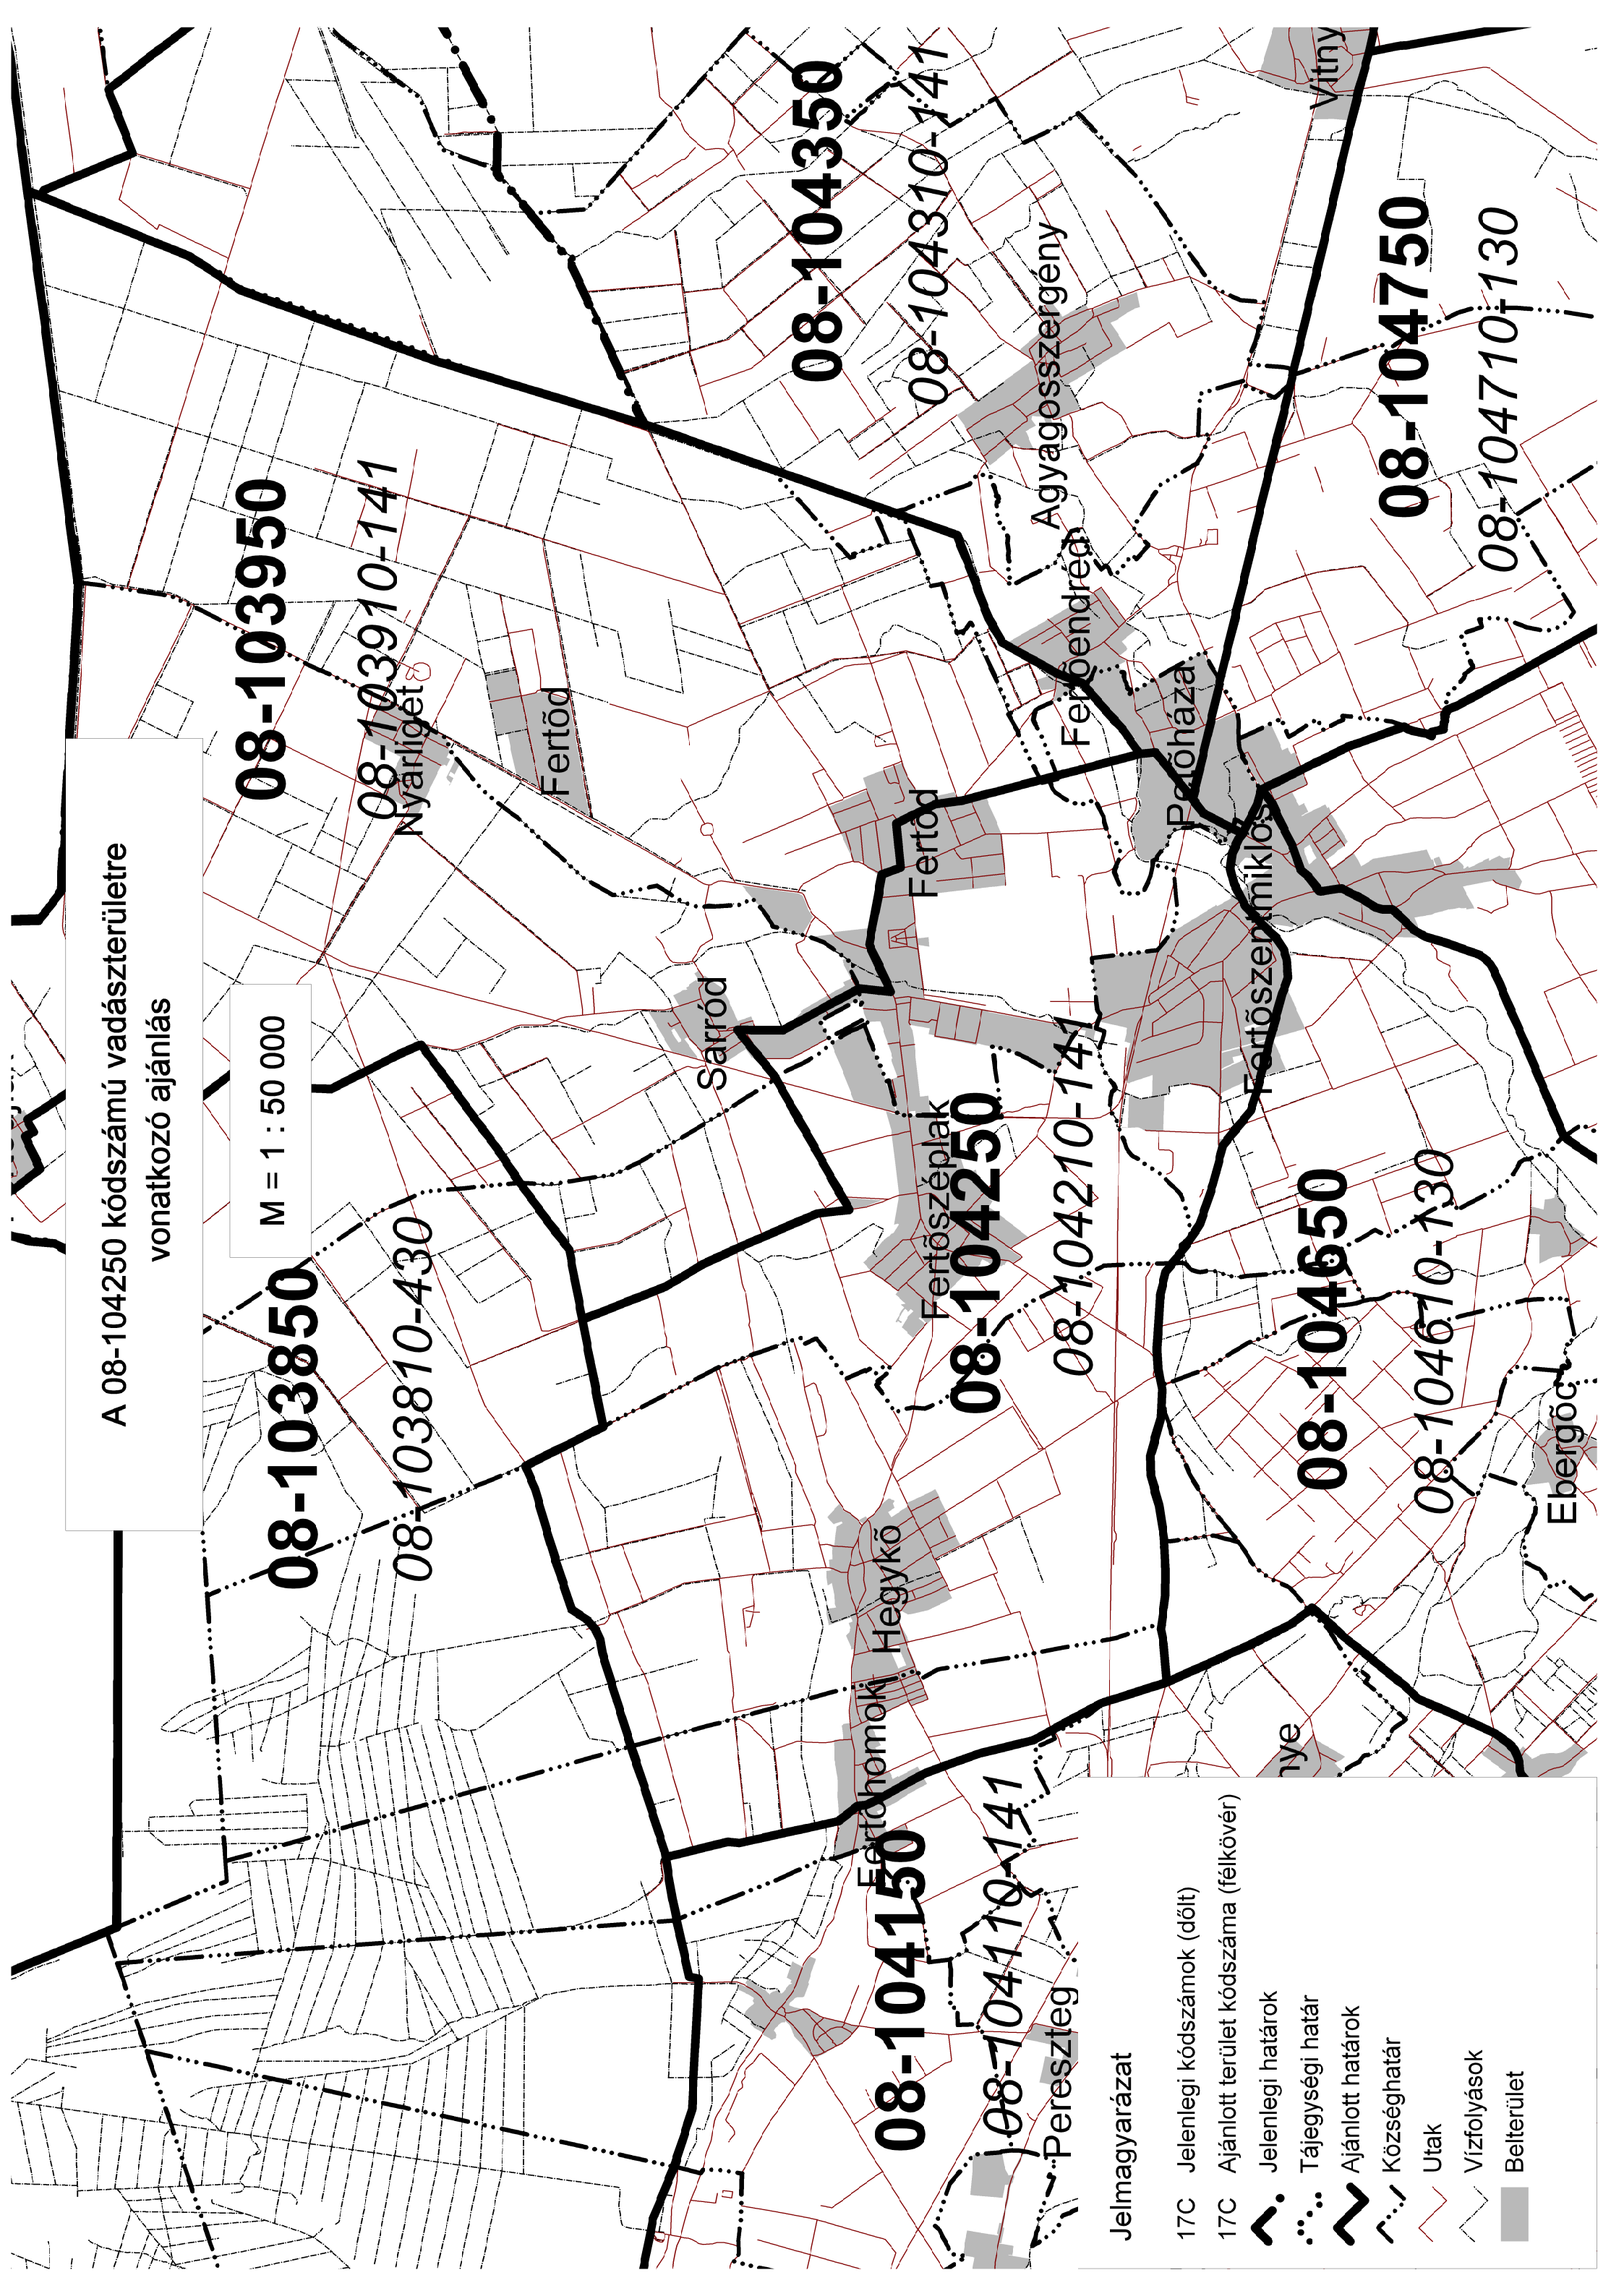 A 08-104250 kódszámú vadászterületre
vonatkozó ajánlás
M = 1 : 50 000
08-103950
08-103910-141
Nyárliget
Fertőd
08-103850
08-103810-430
Sarród
Fertőd
08-104350
08-104310-141
Agyagosszergény
Fertőendréd
Petőháza
Vitny
08-104750
08-104710-130
Fertőszentmiklós
Fertőszéplak
08-104250
08-104210-141
Hegykő
Fertőhomok
08-104650
08-104610-130
Ebergőc
nye
08-104150
08-104110-141
Pereszteg
Jelmagyarázat
17C Jelenlegi kódszámok (dőlt)
17C Ajánlott terület kódszáma (félkövér)
Jelenlegi határok
Tájegységi határ
Ajánlott határok
Községhatár
Utak
Vízfolyások
Belterület